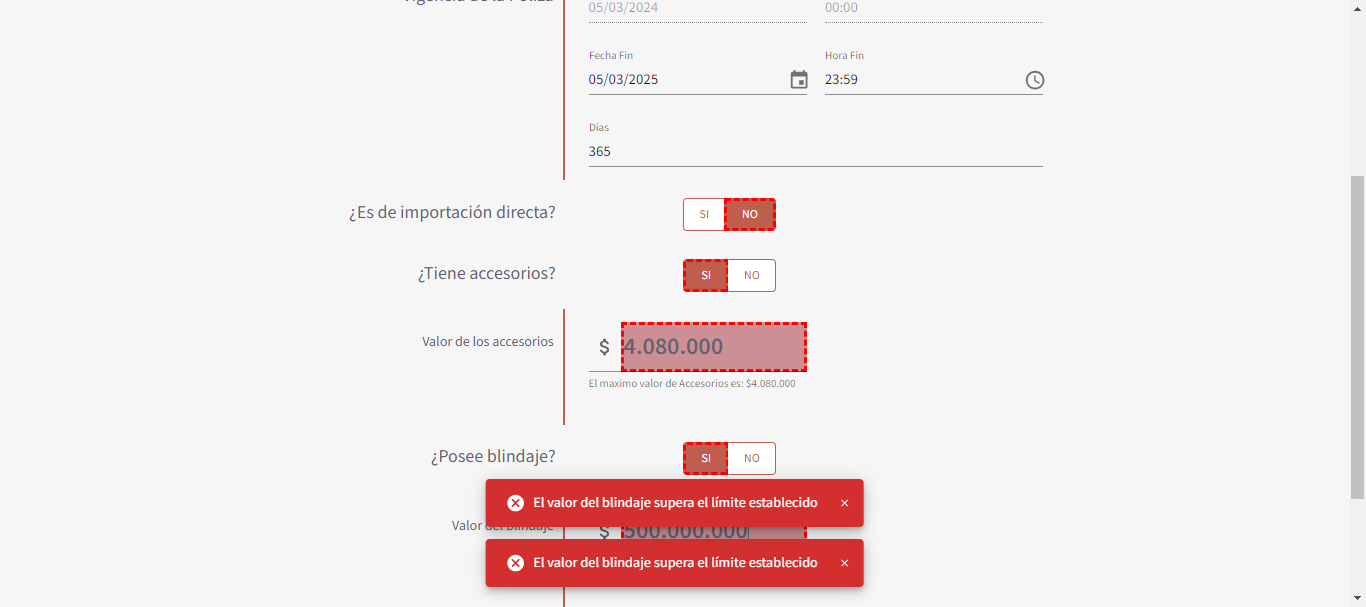 Vigencia de la Póliza
05/03/2024
00:00
Fecha Fin
Hora Fin
05/03/2025
23:59
Días
365
¿Es de importación directa?
SI
NO
¿Tiene accesorios?
SI
NO
Valor de los accesorios
$
4.080.000
El maximo valor de Accesorios es: $4.080.000
¿Posee blindaje?
SI
NO
El valor del blindaje supera el límite establecido
Valor del blindaje
$
500.000.000
El valor del blindaje supera el límite establecido